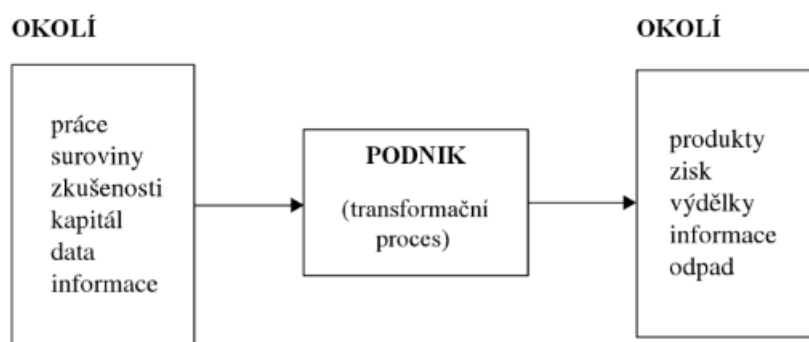 OKOLÍ
práce
suroviny
zkušenosti
kapitál
data
informace
PODNIK
(transformační
proces)
OKOLÍ
produkty
zisk
výdělky
informace
odpad